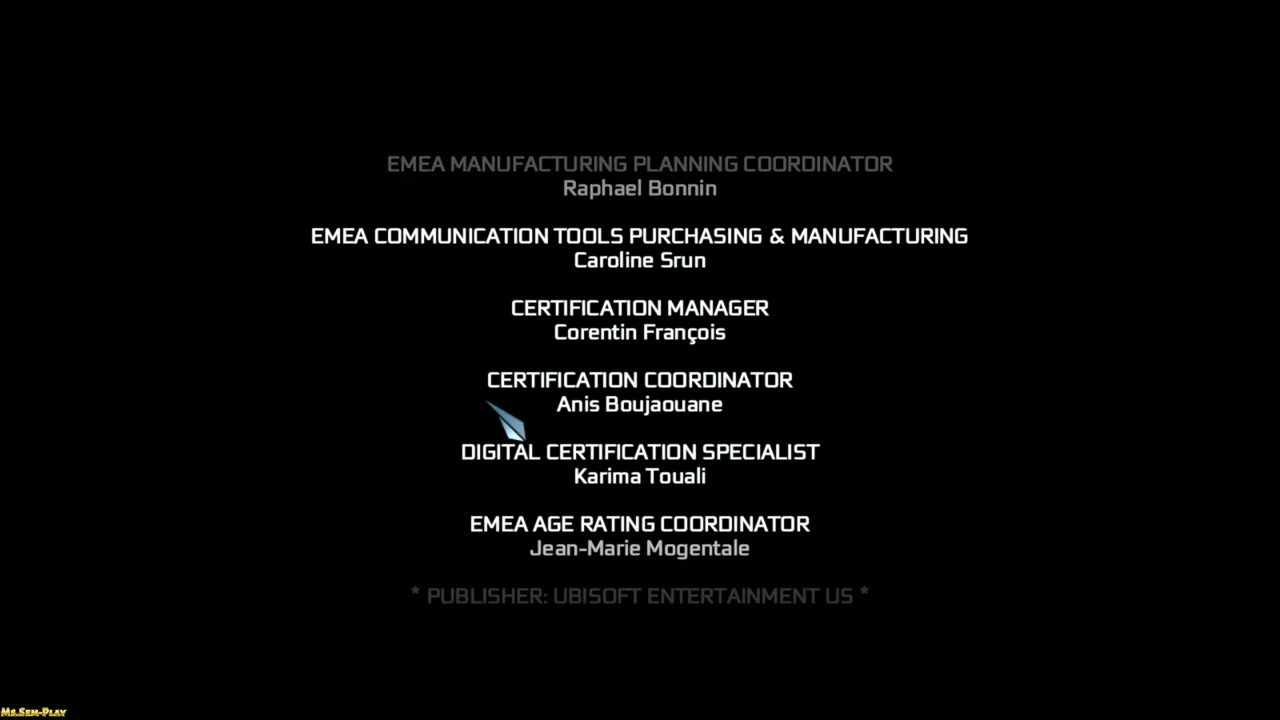 EMEA MANUFACTURING PLANNING COORDINATOR
Raphael Bonnin
EMEA COMMUNICATION TOOLS PURCHASING & MANUFACTURING
Caroline Srun
CERTIFICATION MANAGER
Corentin François
CERTIFICATION COORDINATOR
Anis Boujaouane
DIGITAL CERTIFICATION SPECIALIST
Karima Touali
EMEA AGE RATING COORDINATOR
Jean-Marie Mogentale
* PUBLISHER: UBISOFT ENTERTAINMENT US *
Ms.Sem-Play